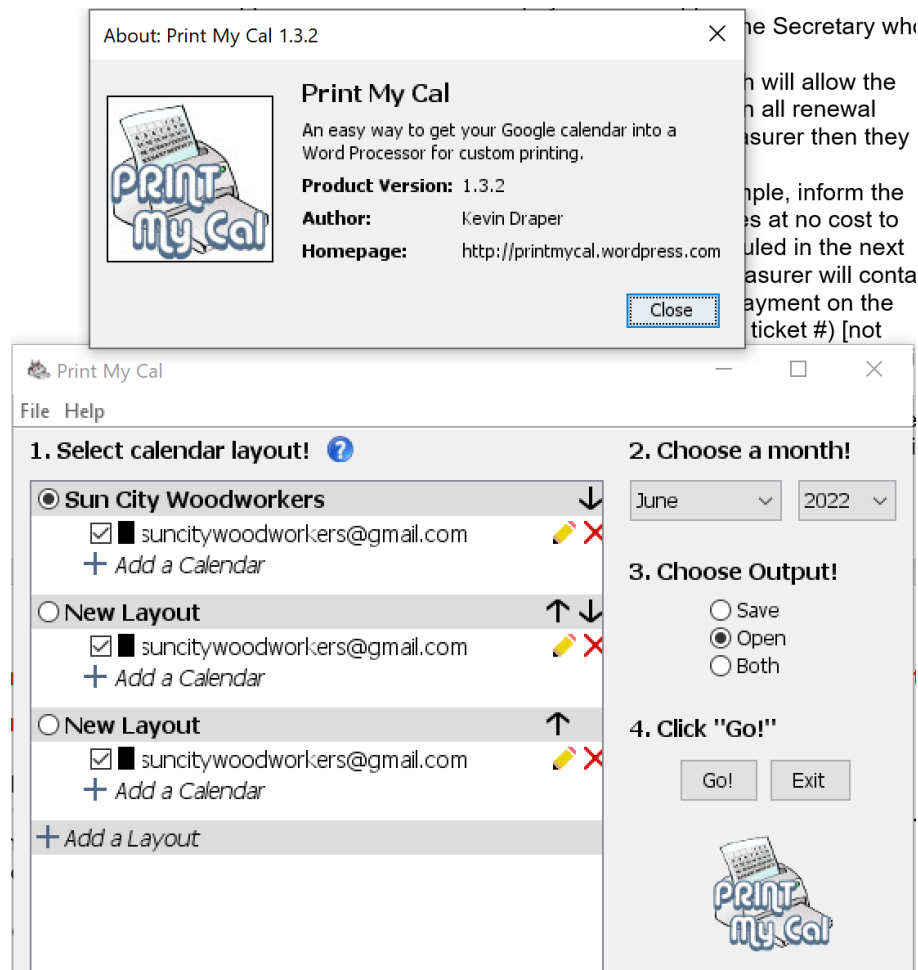 ne Secretary who
About: Print My Cal 1.3.2
h will allow the
n all renewal
asurer then they
Print My Cal
An easy way to get your Google calendar into a
Word Processor for custom printing.
Product Version: 1.3.2
Author: Kevin Draper
Homepage: http://printmycal.wordpress.com
PRINT
My Cal
mple, inform the
es at no cost to
uled in the next
asurer will conta
ayment on the
ticket #) [not
Close
Print My Cal
File Help
1. Select calendar layout! ?
Sun City Woodworkers
suncitywoodworkers@gmail.com
Add a Calendar
New Layout
suncitywoodworkers@gmail.com
Add a Calendar
New Layout
suncitywoodworkers@gmail.com
Add a Calendar
Add a Layout
2. Choose a month!
June 2022
3. Choose Output!
Save
Open
Both
4. Click "Go!"
Go! Exit
PRINT
My Cal